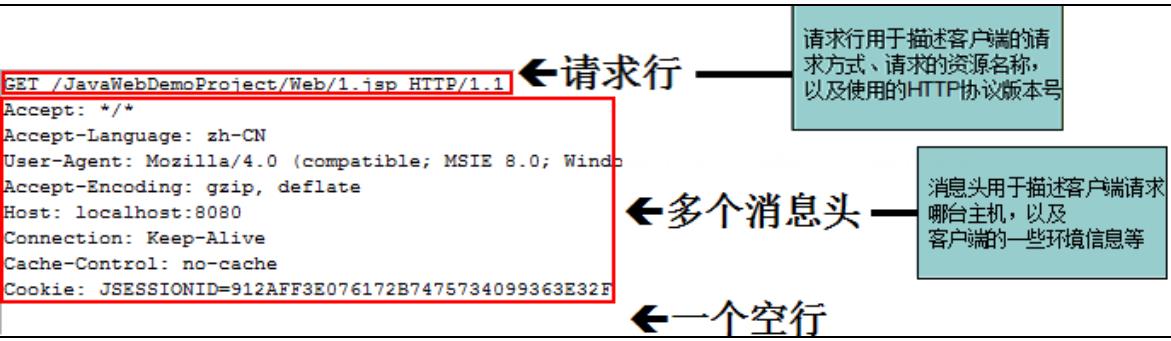 请求行用于描述客户端的请
求方式、请求的资源名称，
以及使用的HTTP协议版本号
←请求行
GET /JavaWebDemoProject/Web/1.jsp HTTP/1.1
Accept: */*
Accept-Language: zh-CN
User-Agent: Mozilla/4.0 (compatible; MSIE 8.0; Windo
Accept-Encoding: gzip, deflate
Host: localhost:8080
Connection: Keep-Alive
Cache-Control: no-cache
Cookie: JSESSIONID=912AFF3E076172B7475734099363E32F
←多个消息头
消息头用于描述客户端请求
哪台主机，以及
客户端的一些环境信息等
←一个空行